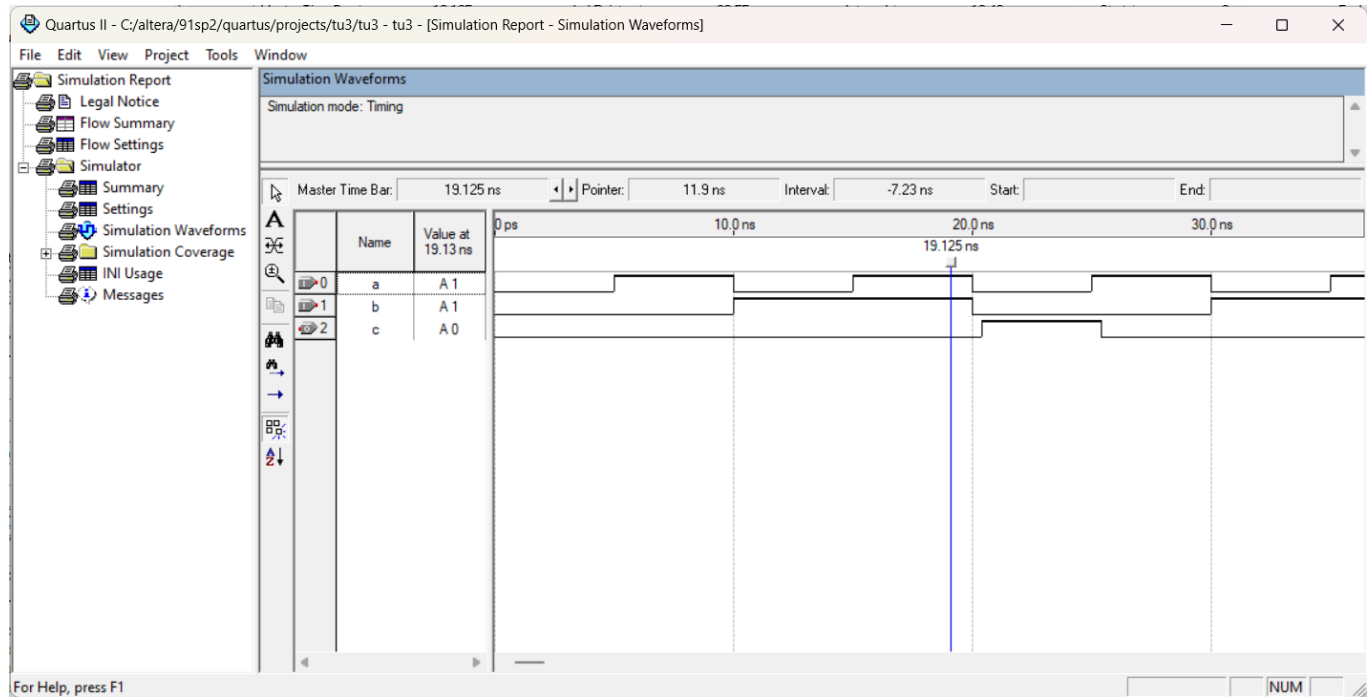 Quartus II - C:/altera/91sp2/quartus/projects/tu3/tu3 - tu3 - [Simulation Report - Simulation Waveforms]
File Edit View Project Tools Window
Simulation Report
Legal Notice
Flow Summary
Flow Settings
Simulator
Summary
Settings
Simulation Waveforms
Simulation Coverage
INI Usage
Messages
Simulation Waveforms
Simulation mode: Timing
Master Time Bar: 19.125 ns Pointer: 11.9 ns Interval: -7.23 ns Start: End:
Name Value at 19.13 ns 0 ps 10.0 ns 20.0 ns 30.0 ns
19.125 ns
0 a A 1
1 b A 1
2 c A 0
For Help, press F1 NUM